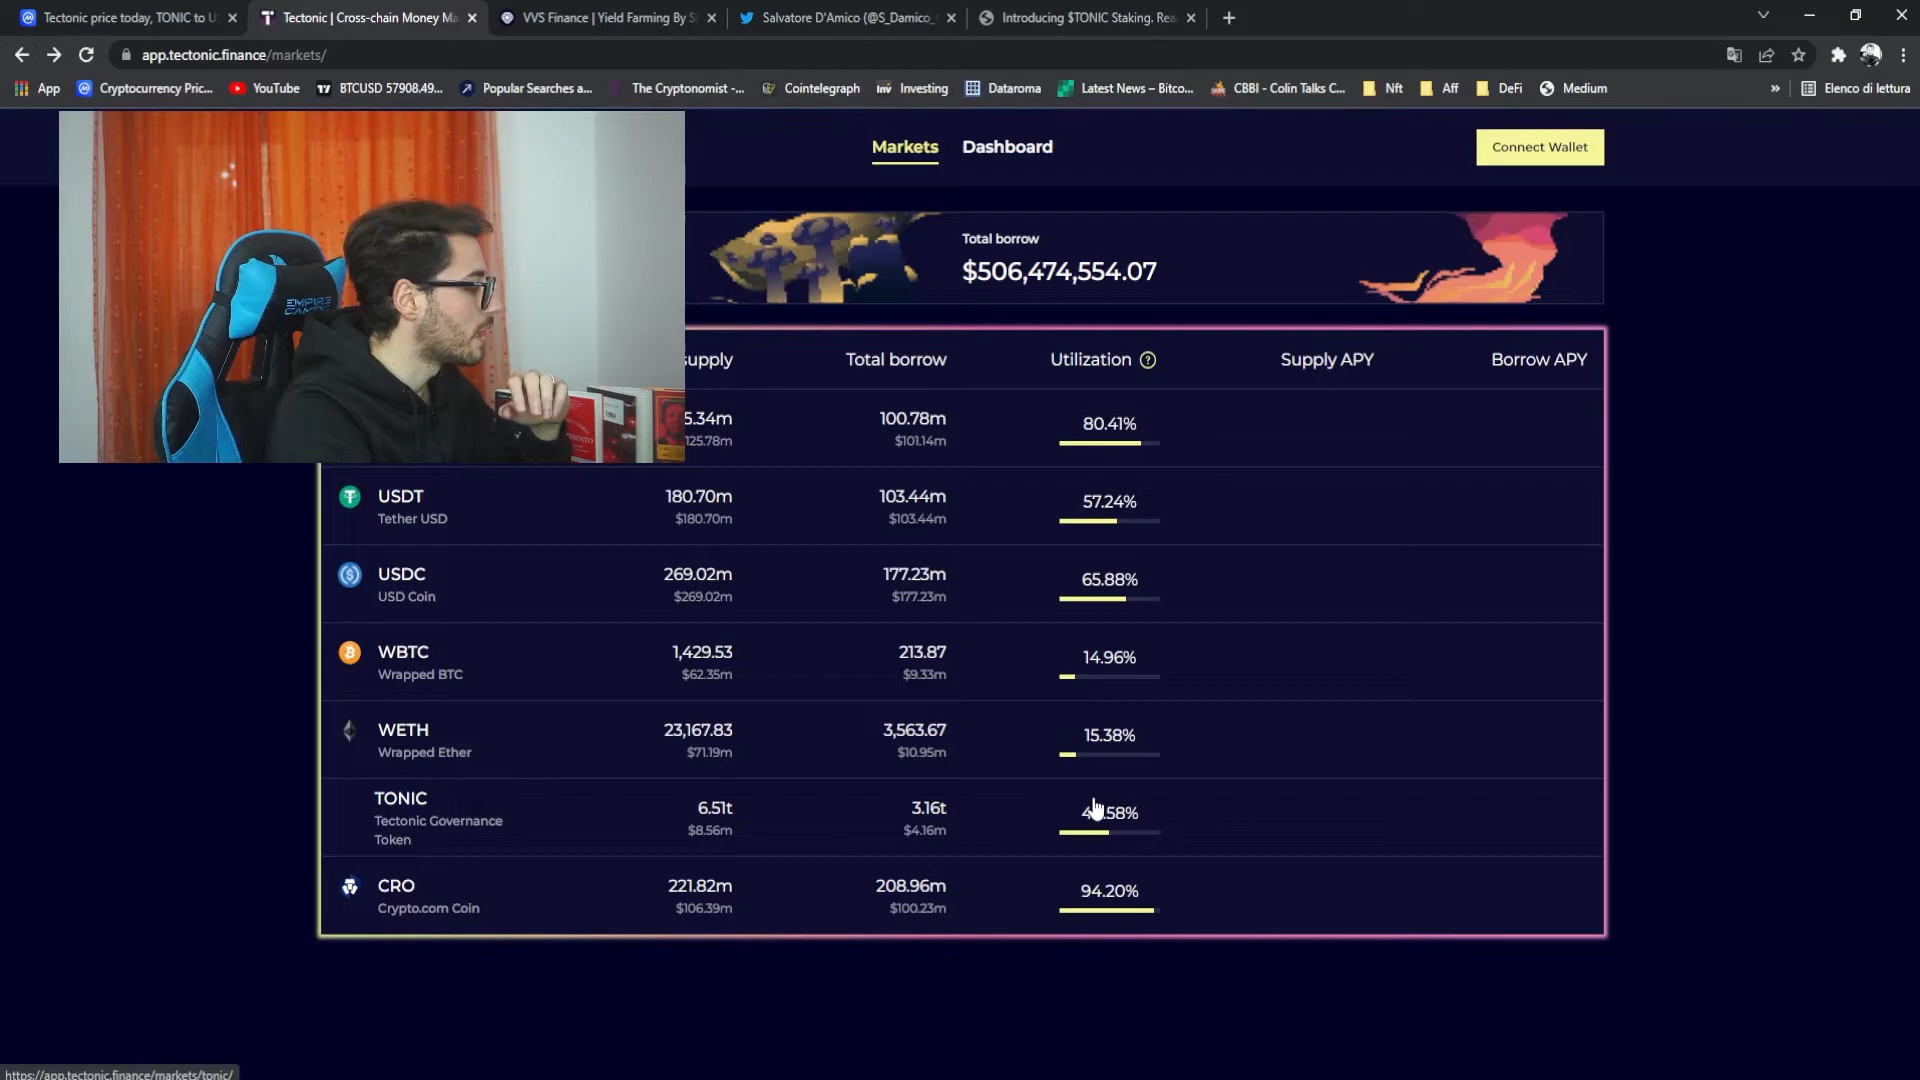 Tectonic price today, TONIC to U
Tectonic | Cross-chain Money Ma
VVS Finance | Yield Farming By S
Salvatore D'Amico (@S_Damico_
Introducing $TONIC Staking. Rea
app.tectonic.finance/markets/
App
Cryptocurrency Pric...
YouTube
BTCUSD 57908.49...
Popular Searches a...
The Cryptonomist -...
Cointelegraph
Investing
Dataroma
Latest News – Bitco...
CBBI - Colin Talks C...
Nft
Aff
DeFi
Medium
»
Elenco di lettura
Markets
Dashboard
Connect Wallet
Total borrow
$506,474,554.07
EMPIRE
GAMING
supply
Total borrow
Utilization ?
Supply APY
Borrow APY
5.34m
125.78m
100.78m
$101.14m
80.41%
USDT
Tether USD
180.70m
$180.70m
103.44m
$103.44m
57.24%
USDC
USD Coin
269.02m
$269.02m
177.23m
$177.23m
65.88%
WBTC
Wrapped BTC
1,429.53
$62.35m
213.87
$9.33m
14.96%
WETH
Wrapped Ether
23,167.83
$71.19m
3,563.67
$10.95m
15.38%
TONIC
Tectonic Governance
Token
6.51t
$8.56m
3.16t
$4.16m
.58%
CRO
Crypto.com Coin
221.82m
$106.39m
208.96m
$100.23m
94.20%
https://app.tectonic.finance/markets/tonic/